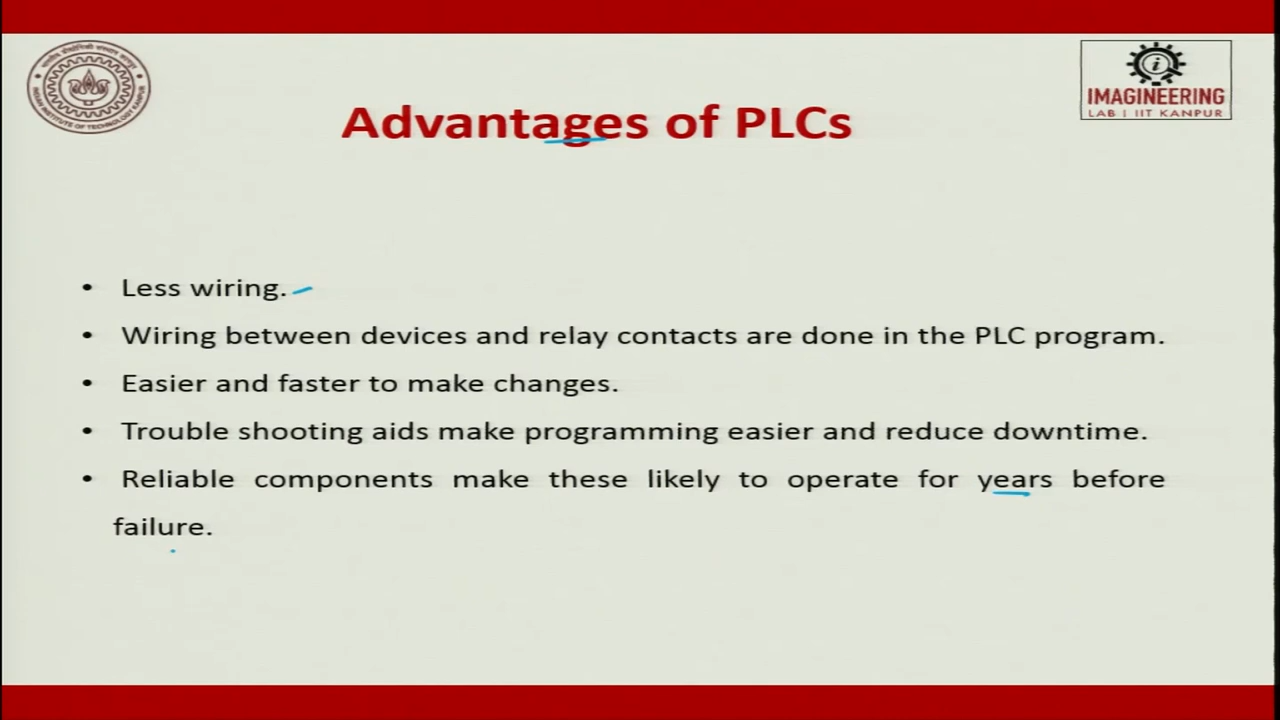 IMAGINEERING
LAB | IIT KANPUR
Advantages of PLCs
• Less wiring.
• Wiring between devices and relay contacts are done in the PLC program.
• Easier and faster to make changes.
• Trouble shooting aids make programming easier and reduce downtime.
• Reliable components make these likely to operate for years before
failure.